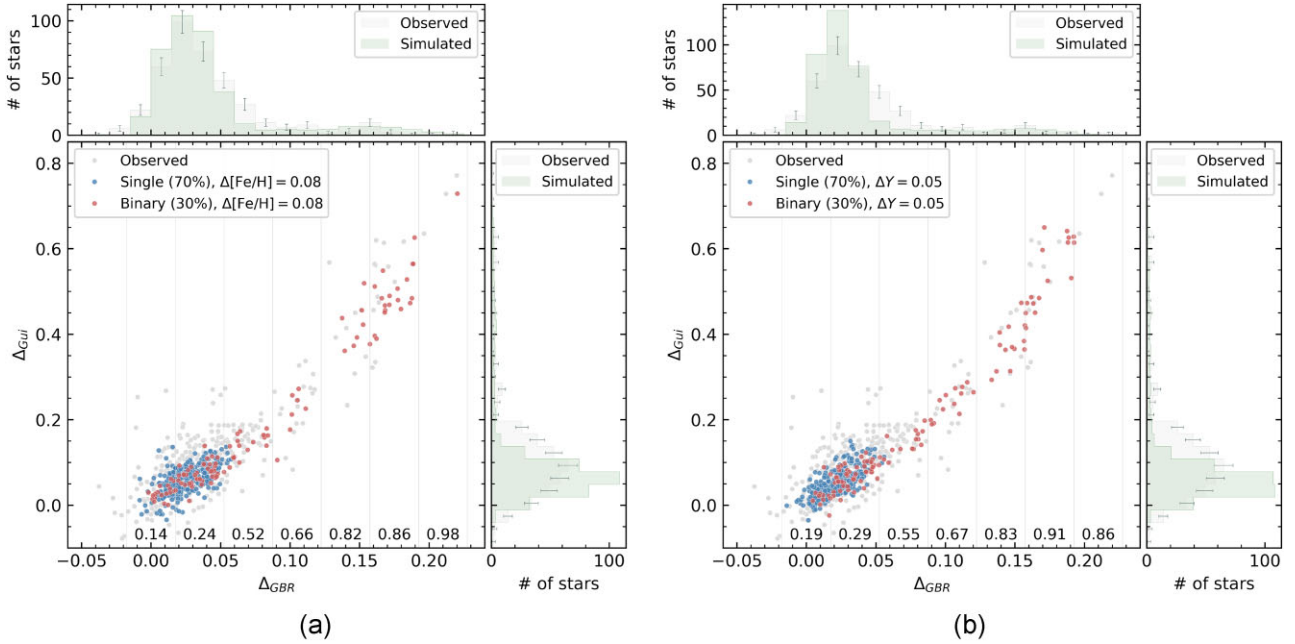 100
50
0
# of stars
Observed
Simulated
0.8
0.6
0.4
0.2
0.0
Δ_Gui
Observed
Single (70%), Δ[Fe/H] = 0.08
Binary (30%), Δ[Fe/H] = 0.08
0.14 0.24 0.52 0.66 0.82 0.86 0.98
−0.05 0.00 0.05 0.10 0.15 0.20
Δ_GBR
Observed
Simulated
0 100
# of stars
(a)
100
50
0
# of stars
Observed
Simulated
0.8
0.6
0.4
0.2
0.0
Δ_Gui
Observed
Single (70%), ΔY = 0.05
Binary (30%), ΔY = 0.05
0.19 0.29 0.55 0.67 0.83 0.91 0.86
−0.05 0.00 0.05 0.10 0.15 0.20
Δ_GBR
Observed
Simulated
0 100
# of stars
(b)